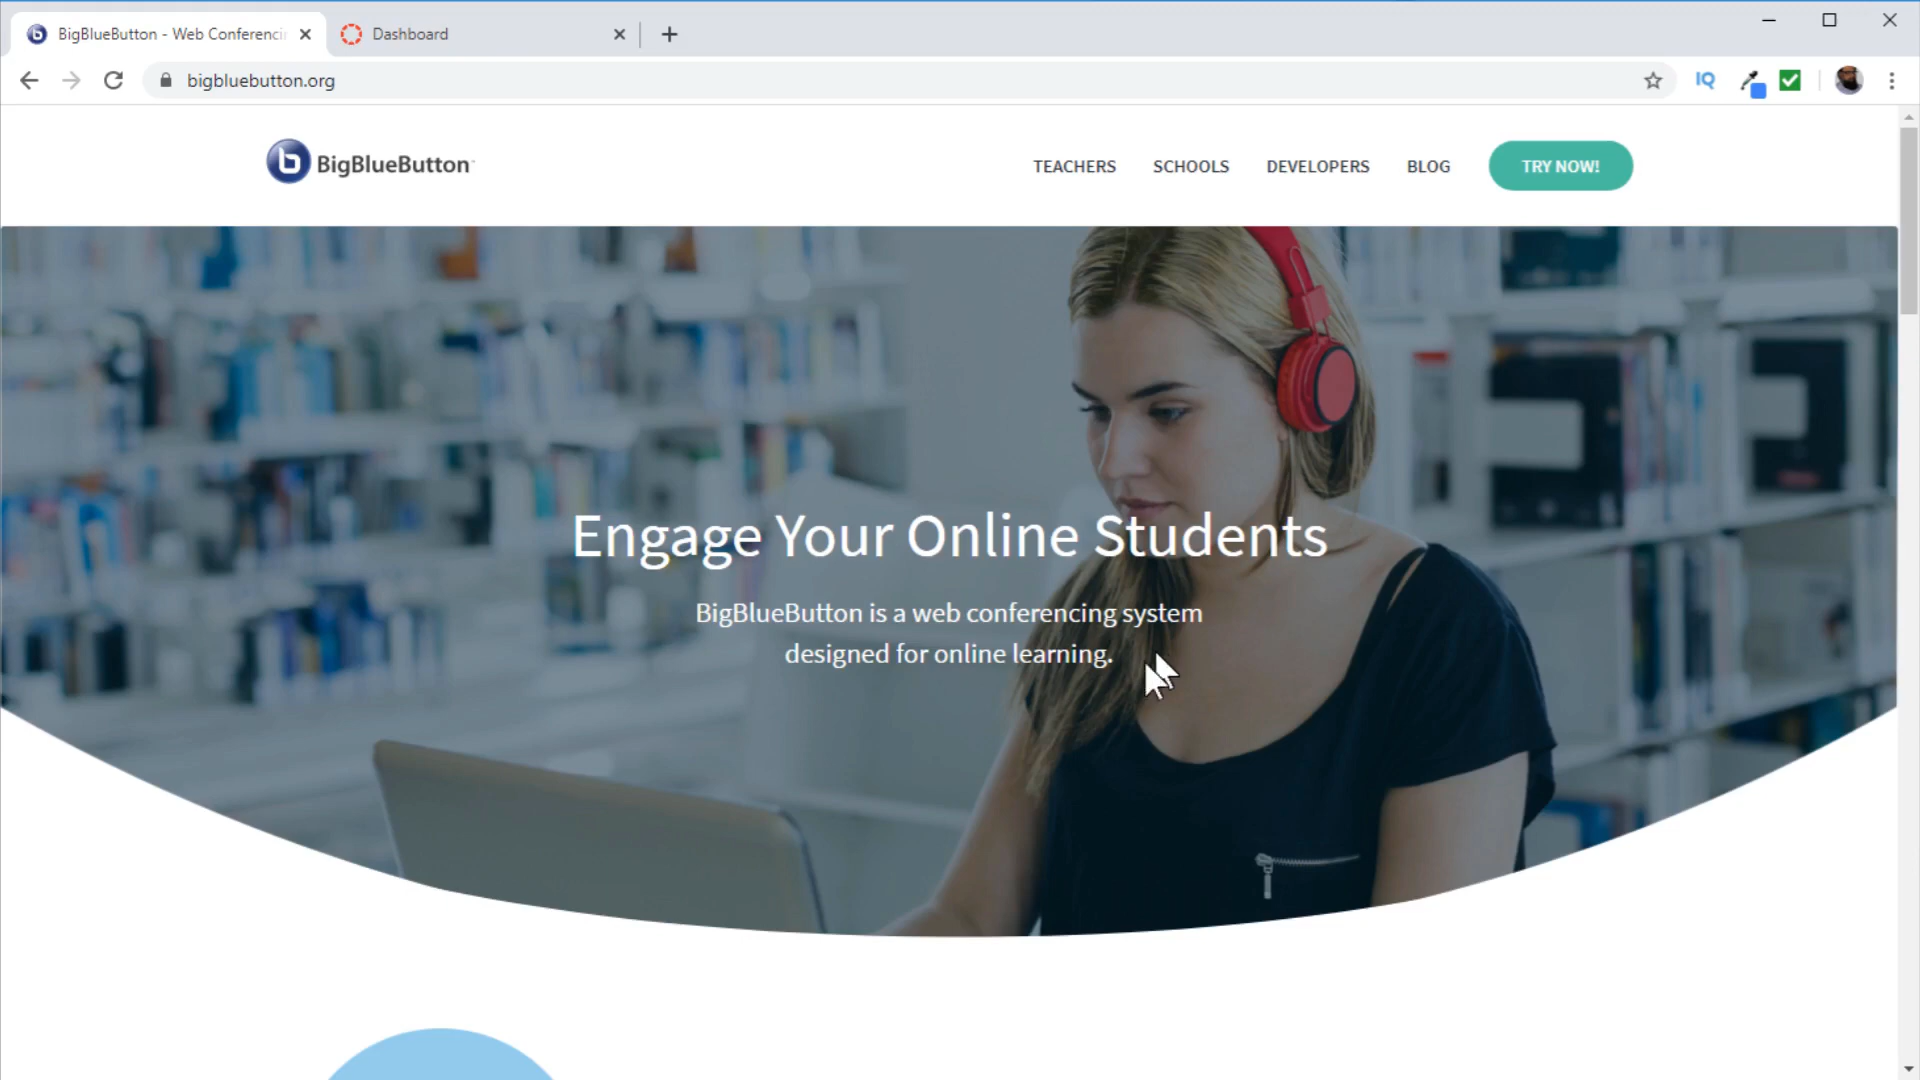 BigBlueButton - Web Conferenci
Dashboard
bigbluebutton.org
IQ
BigBlueButton
TEACHERS
SCHOOLS
DEVELOPERS
BLOG
TRY NOW!
Engage Your Online Students
BigBlueButton is a web conferencing system
designed for online learning.